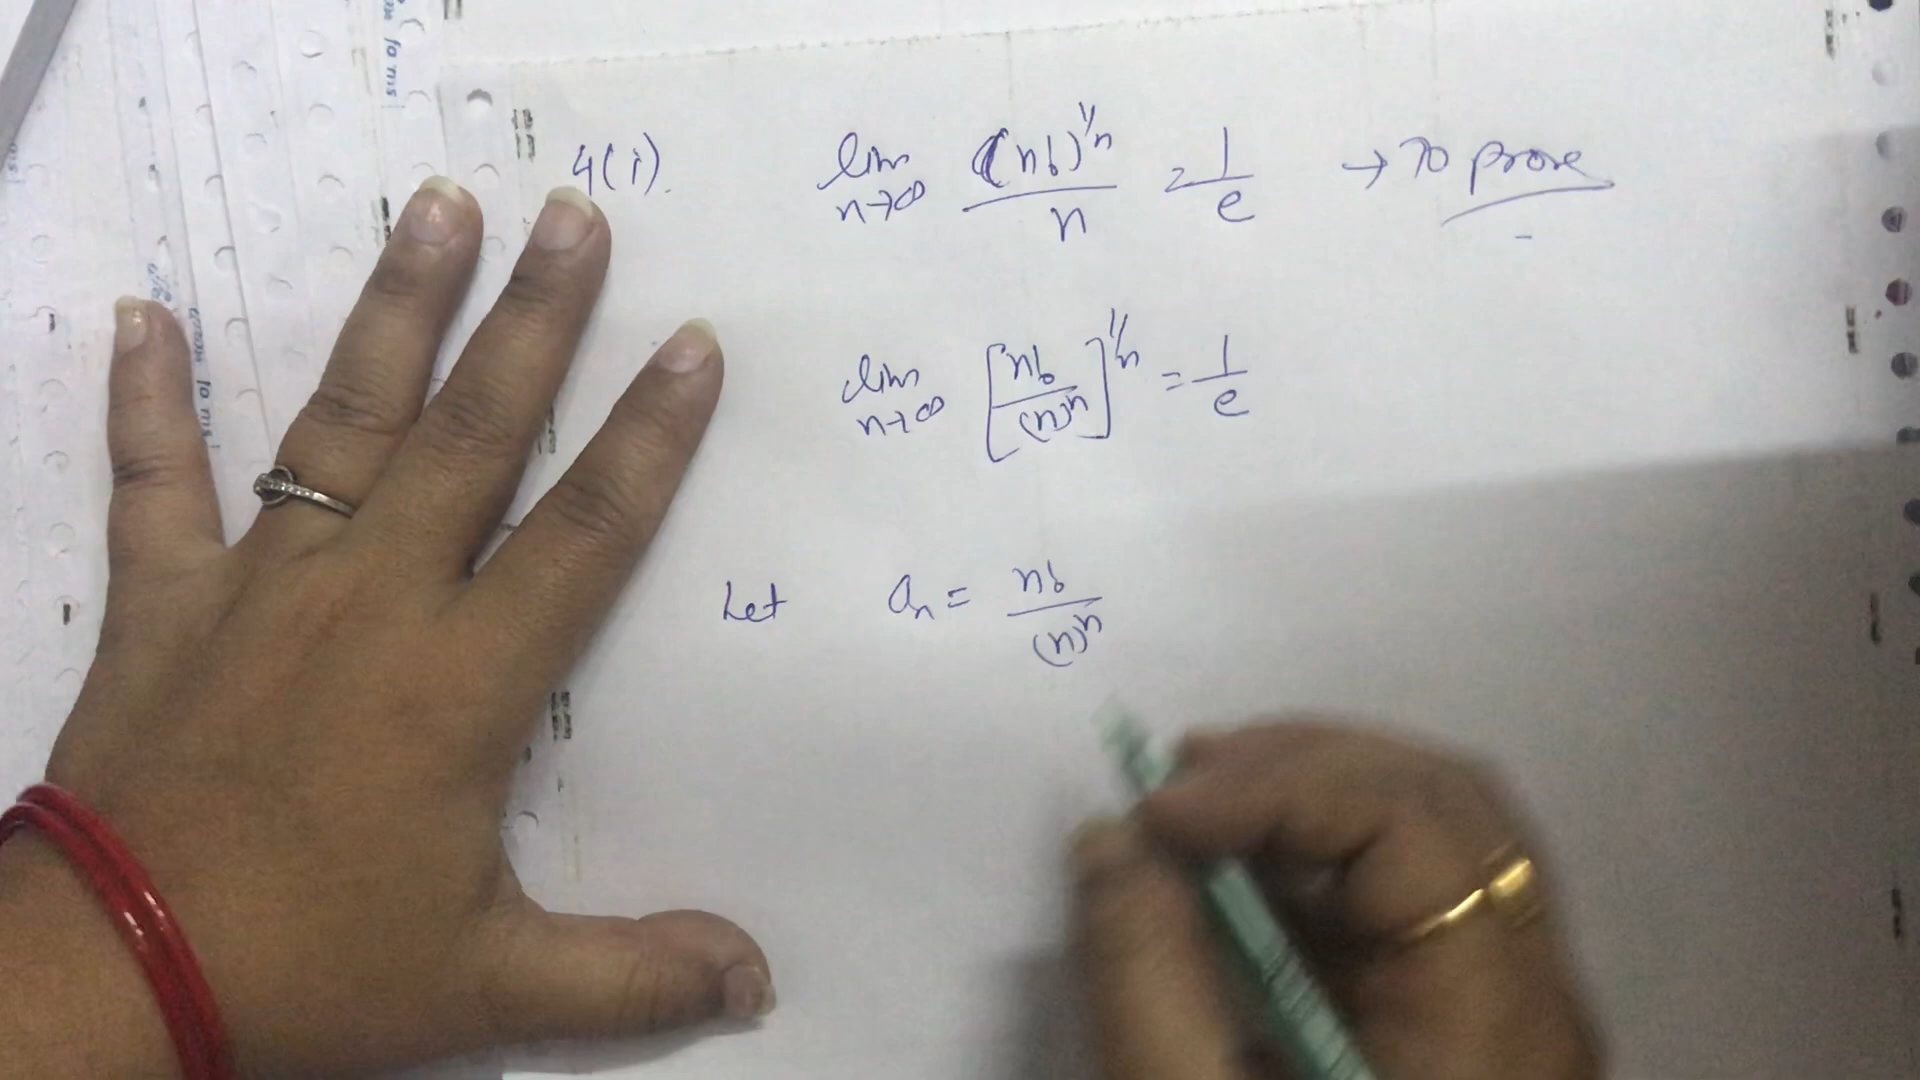 4(i). lim n→∞ (n!)^1/n / n = 1/e → To prove
lim n→∞ [n! / (n)^n]^1/n = 1/e
Let a_n = n! / (n)^n